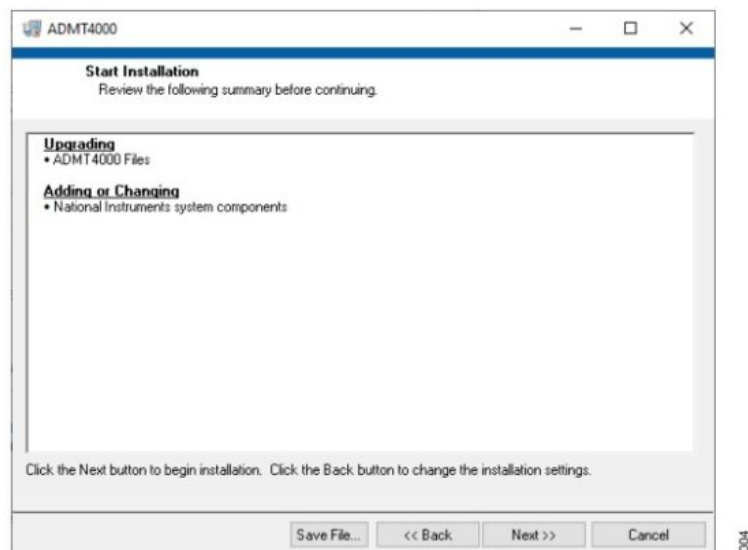 ADMT4000
Start Installation
Review the following summary before continuing.
Upgrading
• ADMT4000 Files
Adding or Changing
• National Instruments system components
Click the Next button to begin installation. Click the Back button to change the installation settings.
Save File... << Back Next >> Cancel
004